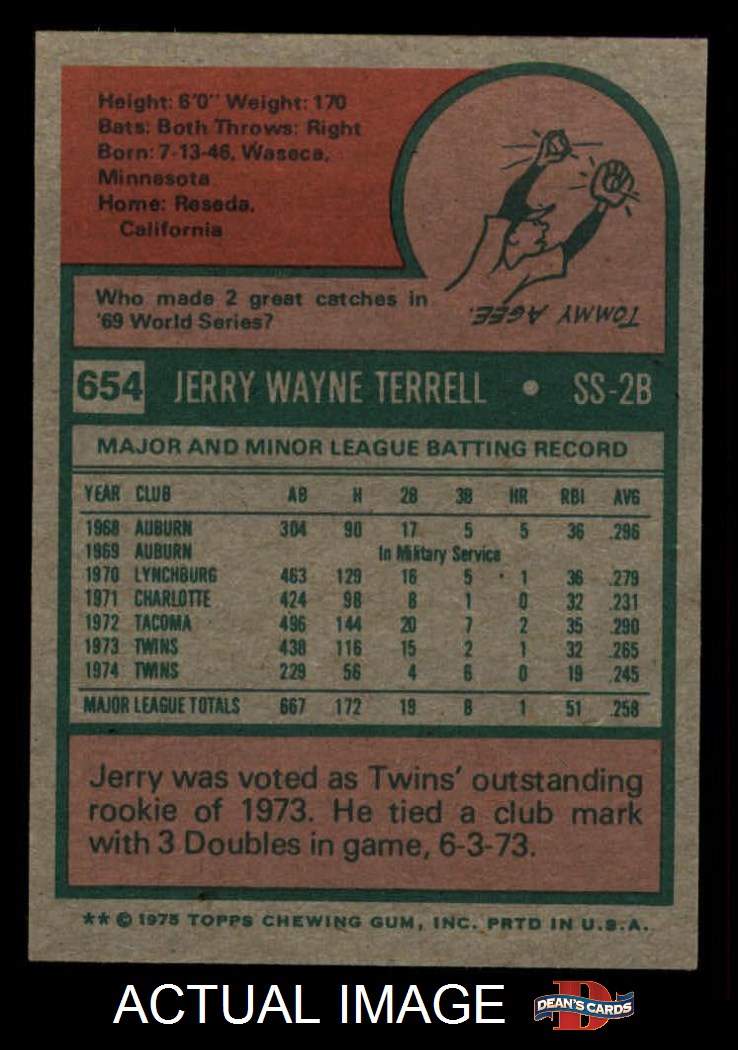 Height: 6'0" Weight: 170
Bats: Both Throws: Right
Born: 7-13-46, Waseca,
Minnesota
Home: Reseda,
California
Who made 2 great catches in
'69 World Series?
TOMMY AGEE.
654 JERRY WAYNE TERRELL • SS-2B
MAJOR AND MINOR LEAGUE BATTING RECORD
YEAR CLUB AB H 2B 3B HR RBI AVG
1968 AUBURN 304 90 17 5 5 36 .296
1969 AUBURN In Military Service
1970 LYNCHBURG 463 129 16 5 1 36 .279
1971 CHARLOTTE 424 98 8 1 0 32 .231
1972 TACOMA 496 144 20 7 2 35 .290
1973 TWINS 438 116 15 2 1 32 .265
1974 TWINS 229 56 4 6 0 19 .245
MAJOR LEAGUE TOTALS 667 172 19 8 1 51 .258
Jerry was voted as Twins' outstanding
rookie of 1973. He tied a club mark
with 3 Doubles in game, 6-3-73.
** © 1975 TOPPS CHEWING GUM, INC. PRTD IN U.S.A.
ACTUAL IMAGE
D
DEAN'S CARDS